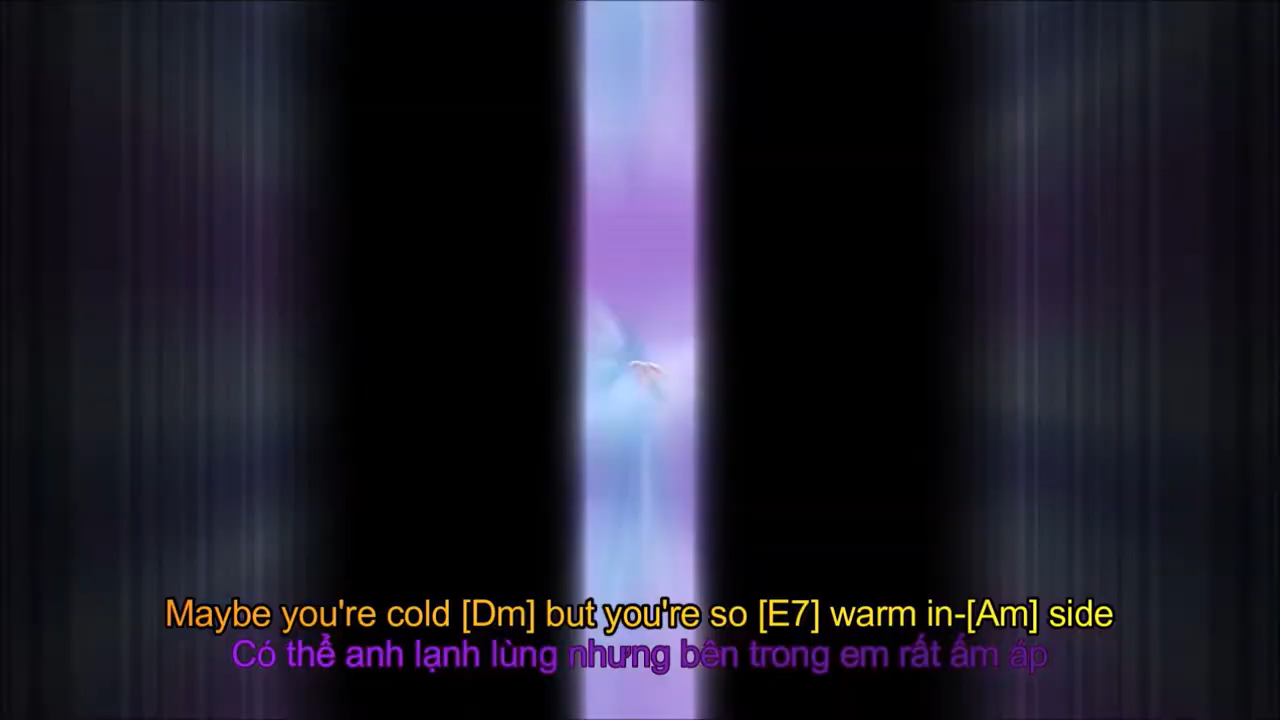 Maybe you're cold [Dm] but you're so [E7] warm in-[Am] side
Có thể anh lạnh lùng nhưng bên trong em rất ấm áp